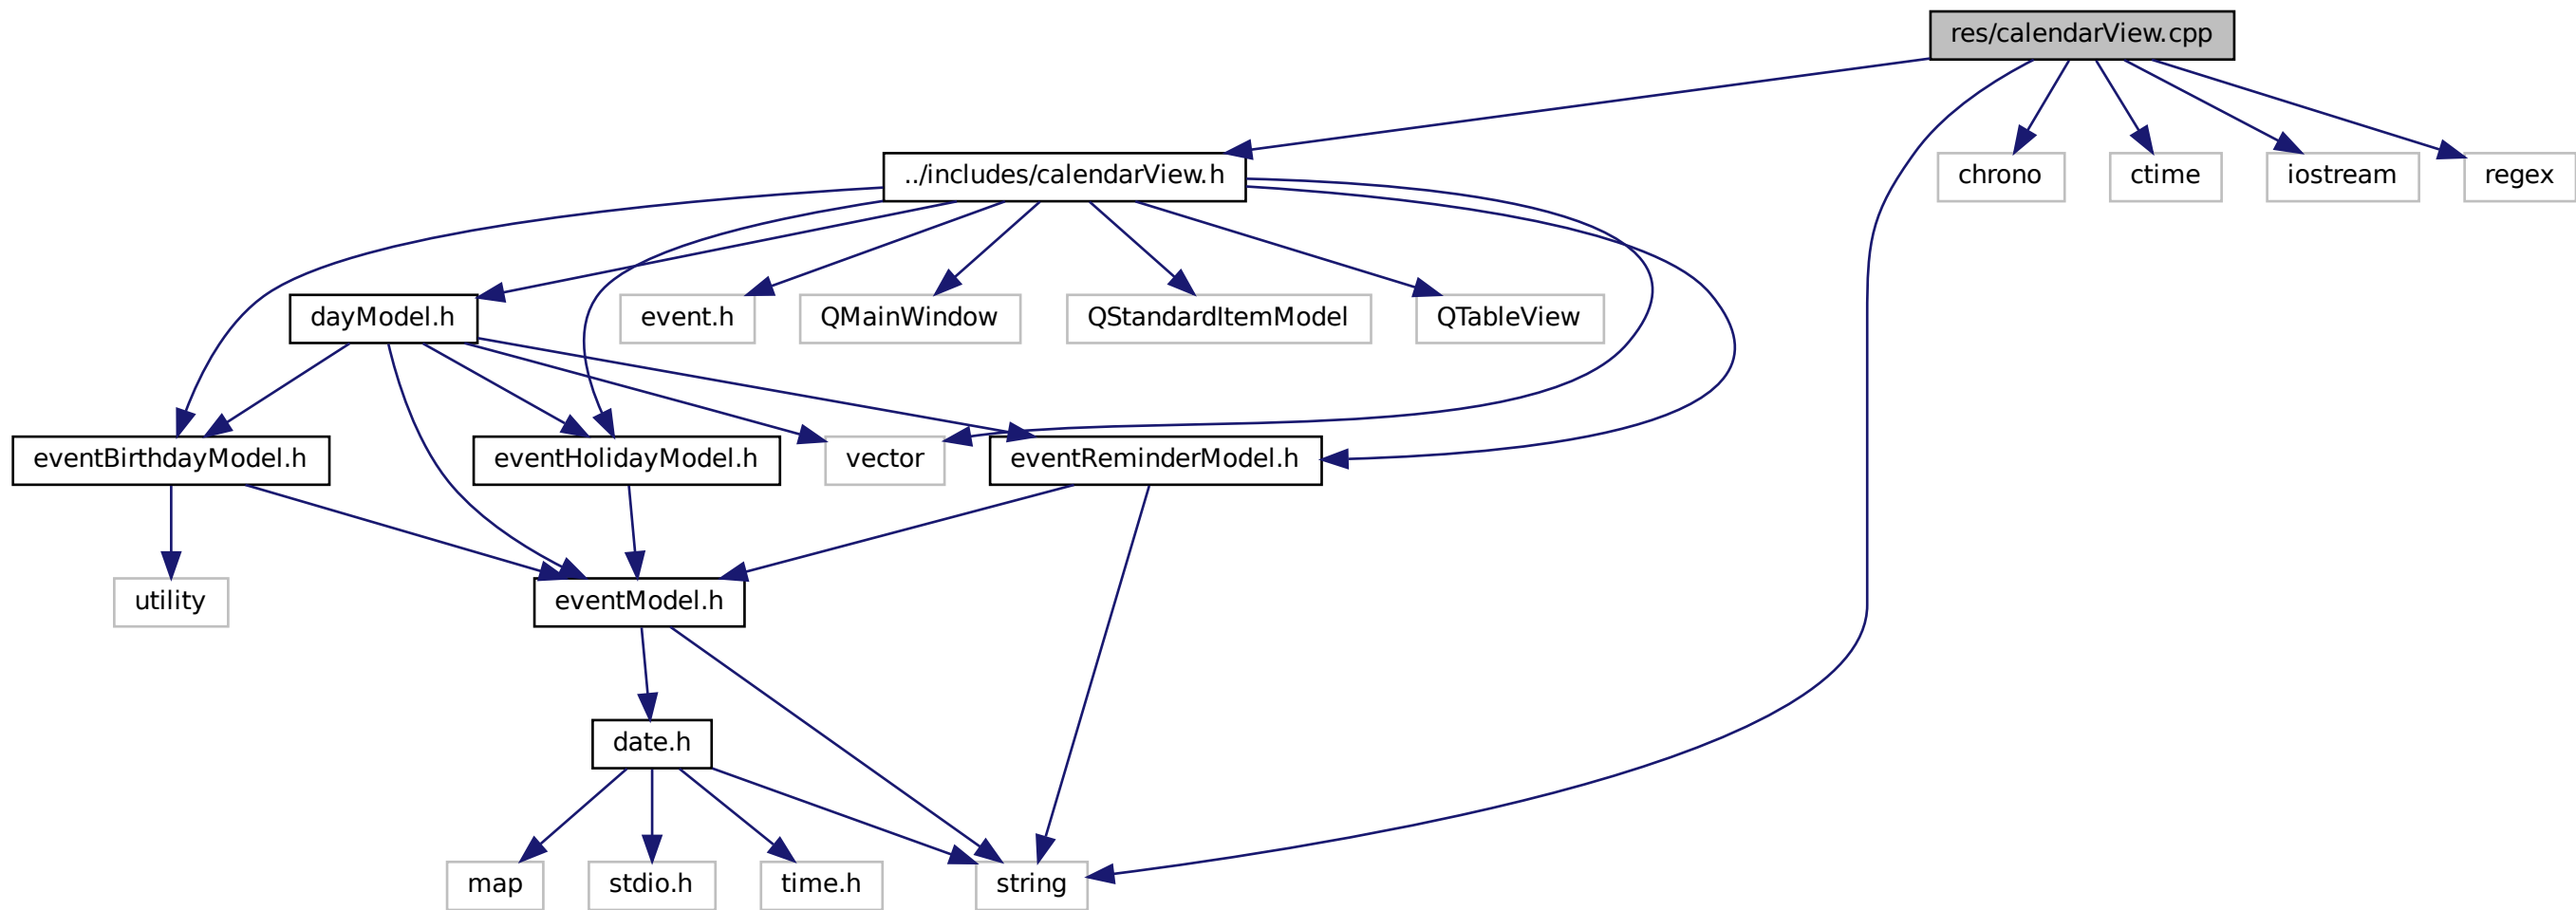 res/calendarView.cpp
../includes/calendarView.h
chrono
ctime
iostream
regex
dayModel.h
event.h
QMainWindow
QStandardItemModel
QTableView
eventBirthdayModel.h
eventHolidayModel.h
vector
eventReminderModel.h
utility
eventModel.h
date.h
map
stdio.h
time.h
string